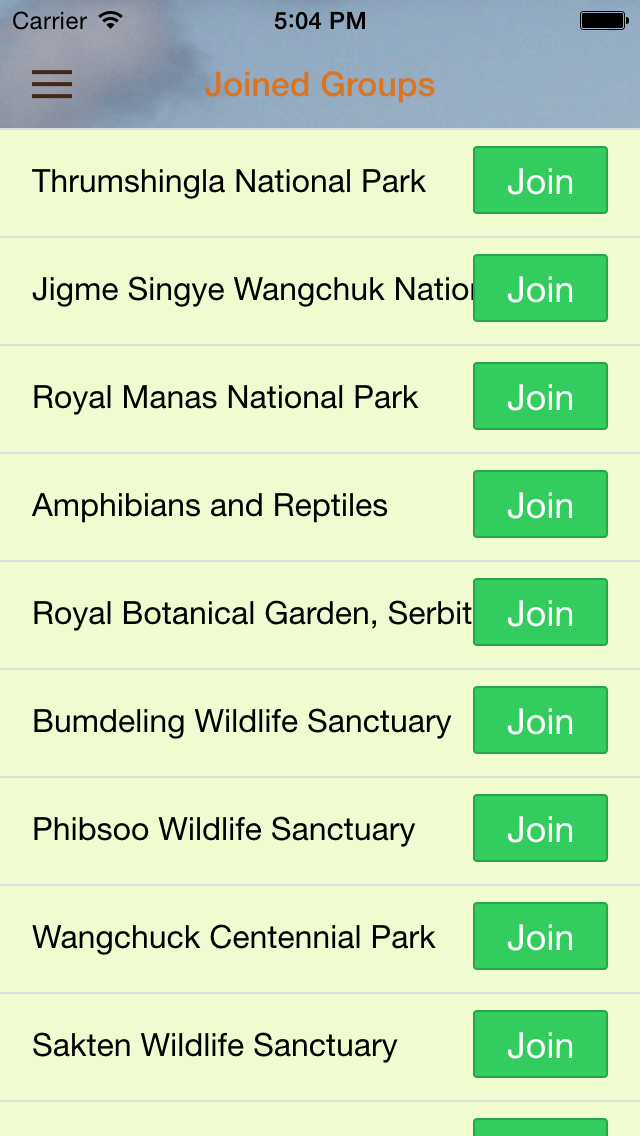 Carrier 5:04 PM
Joined Groups
Thrumshingla National Park Join
Jigme Singye Wangchuk Nation Join
Royal Manas National Park Join
Amphibians and Reptiles Join
Royal Botanical Garden, Serbit Join
Bumdeling Wildlife Sanctuary Join
Phibsoo Wildlife Sanctuary Join
Wangchuck Centennial Park Join
Sakten Wildlife Sanctuary Join